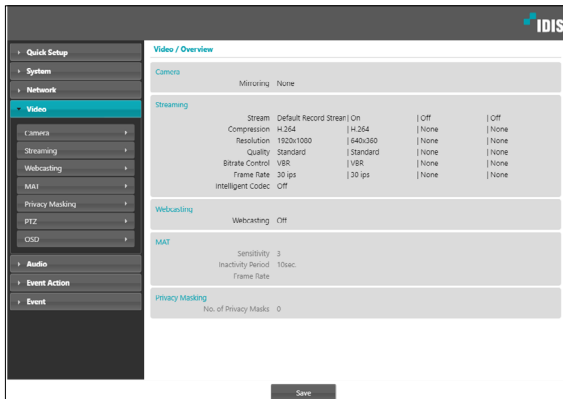 IDIS
Quick Setup
System
Network
Video
Camera
Streaming
Webcasting
MAT
Privacy Masking
PTZ
OSD
Audio
Event Action
Event
Video / Overview
Camera
Mirroring None
Streaming
Stream Default Record Strear | On | Off | Off
Compression H.264 | H.264 | None | None
Resolution 1920x1080 | 640x360 | None | None
Quality Standard | Standard | None | None
Bitrate Control VBR | VBR | None | None
Frame Rate 30 ips | 30 ips | None | None
Intelligent Codec Off
Webcasting
Webcasting Off
MAT
Sensitivity 3
Inactivity Period 10sec.
Frame Rate
Privacy Masking
No. of Privacy Masks 0
Save